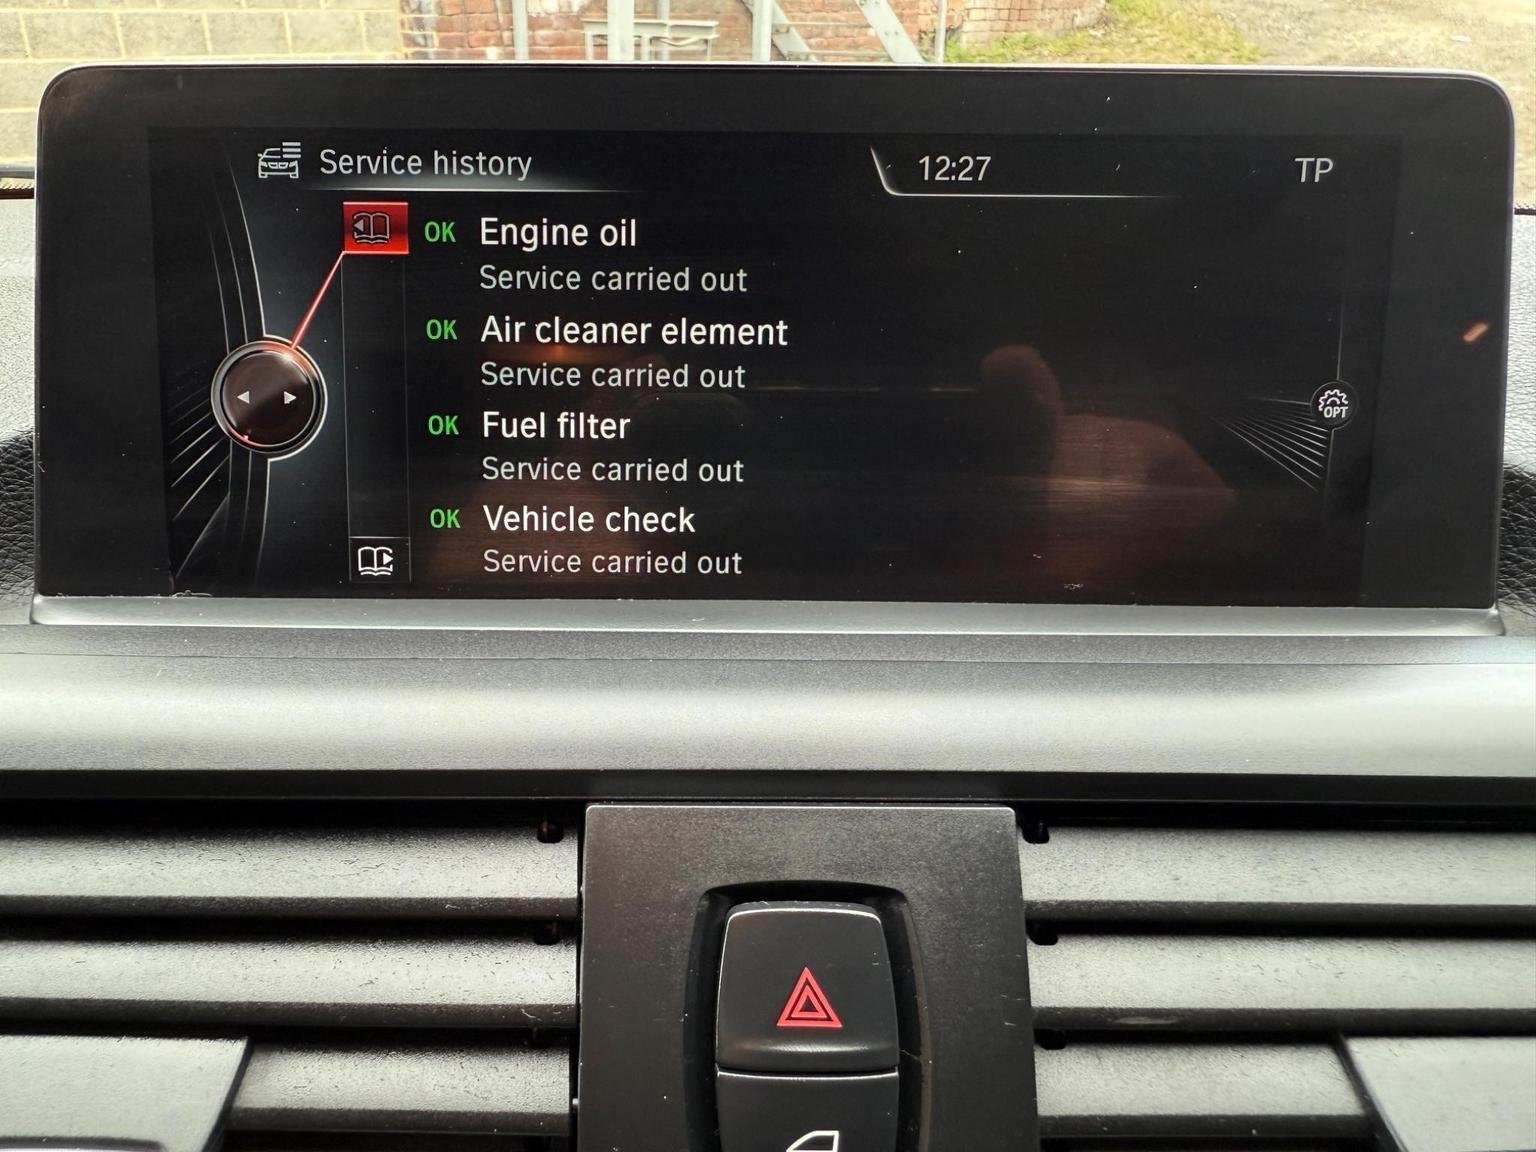 Service history
12:27
TP
OK Engine oil
Service carried out
OK Air cleaner element
Service carried out
OPT
OK Fuel filter
Service carried out
OK Vehicle check
Service carried out